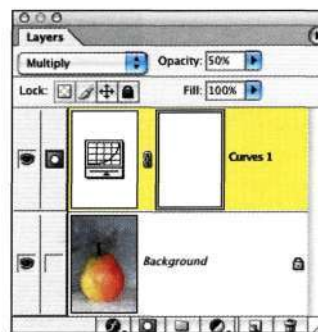 Layers
Multiply Opacity: 50%
Lock: Fill: 100%
Curves 1
Background